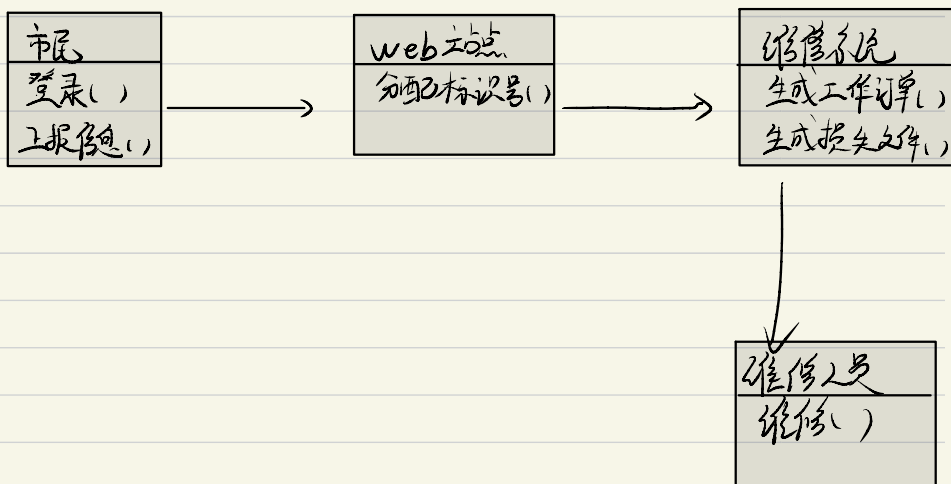 市民
登录()
上报信息()
web站点
分配标识号()
维修系统
生成工作订单()
生成损失文件()
维修人员
维修()